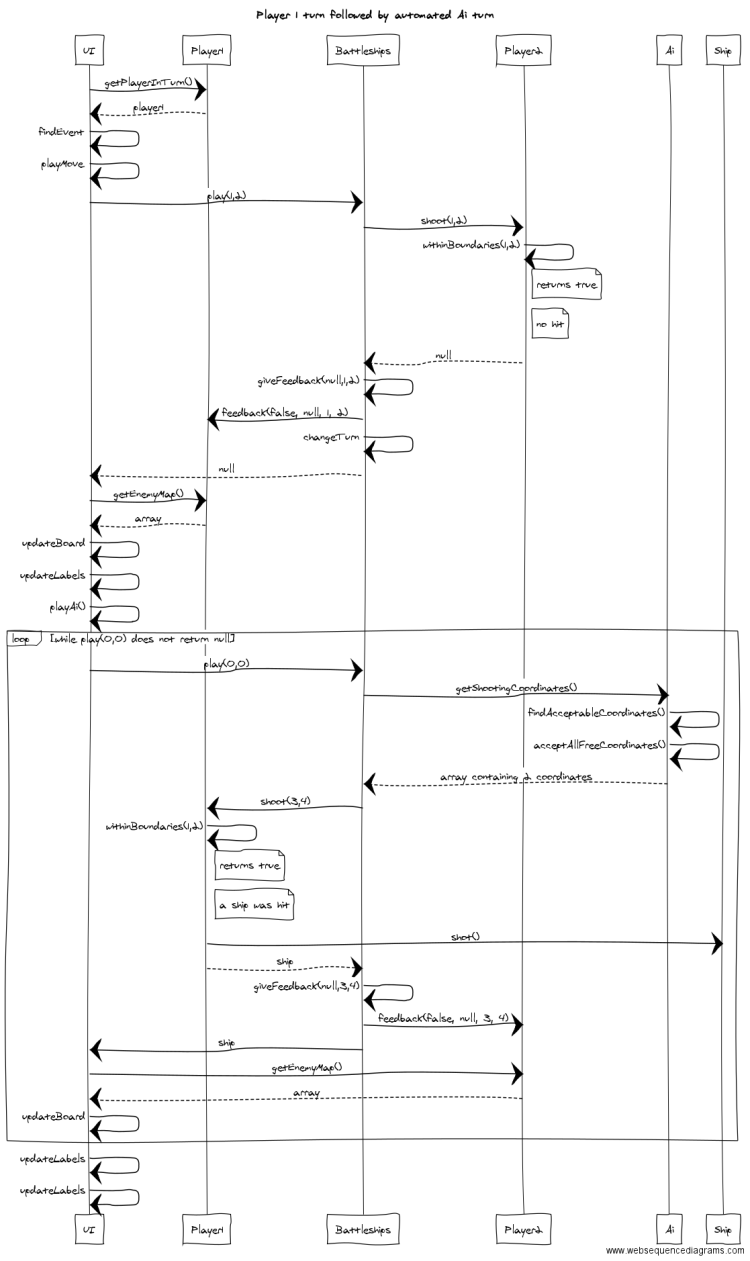 Player 1 turn followed by automated Ai turn
UI Player1 Battleships Player2 Ai Ship
getPlayerInTurn()
player1
findEvent
playMove
play(1,2)
shoot(1,2)
withinBoundaries(1,2)
returns true
no hit
null
giveFeedback(null,1,2)
feedback(false, null, 1, 2)
changeTurn
null
getEnemyMap()
array
updateBoard
updateLabels
playAi()
loop [while play(0,0) does not return null]
play(0,0)
getShootingCoordinates()
findAcceptableCoordinates()
acceptAllFreeCoordinates()
array containing 2 coordinates
shoot(3,4)
withinBoundaries(1,2)
returns true
a ship was hit
shot()
ship
giveFeedback(null,3,4)
feedback(false, null, 3, 4)
ship
getEnemyMap()
array
updateBoard
updateLabels
updateLabels
UI Player1 Battleships Player2 Ai Ship
www.websequencediagrams.com